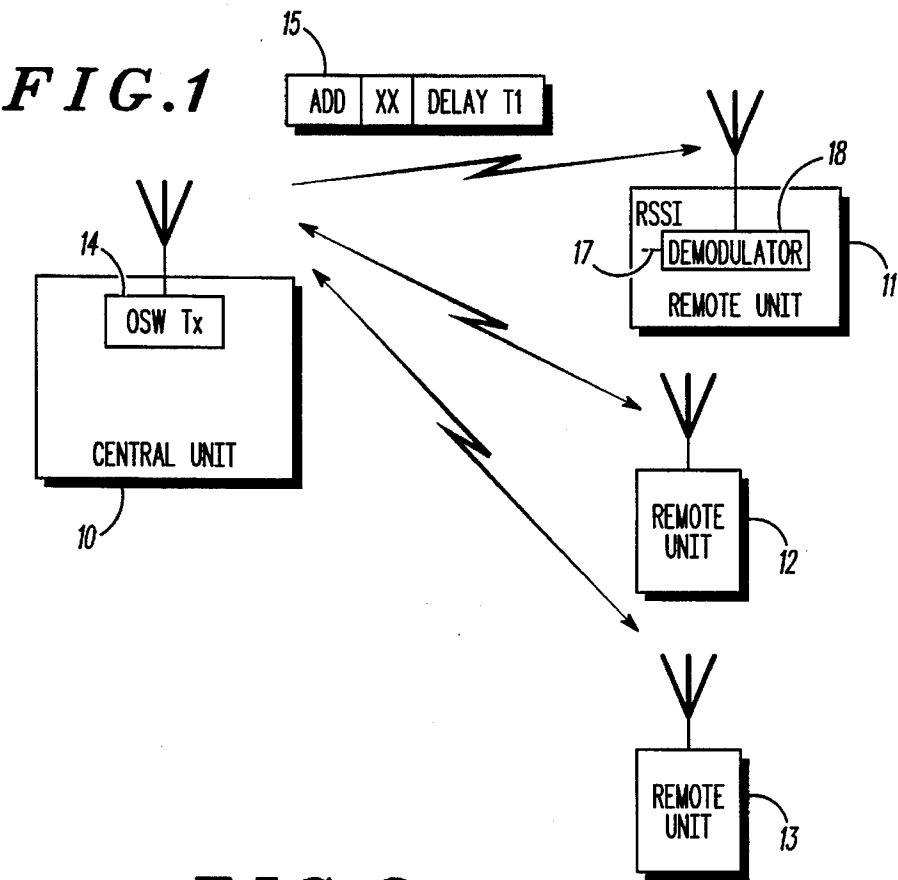 FIG.1
15
ADD XX DELAY T1
18
RSSI
14
17
DEMODULATOR
11
OSW Tx
REMOTE UNIT
CENTRAL UNIT
10
REMOTE
UNIT
12
REMOTE
UNIT
13